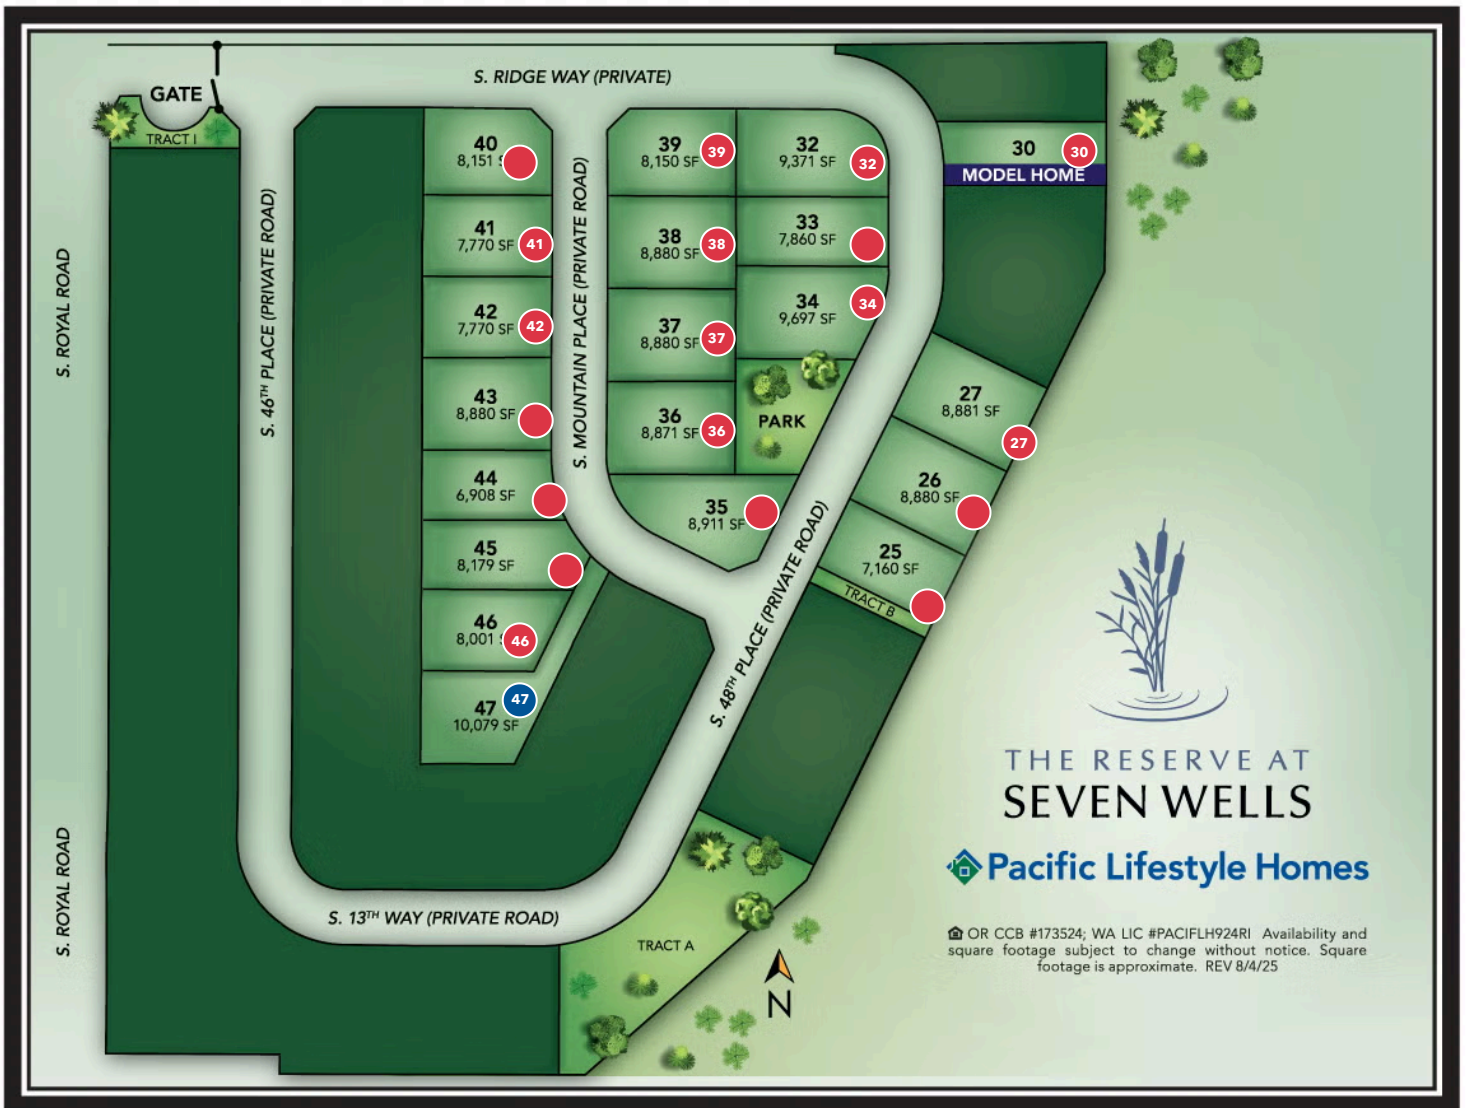 S. RIDGE WAY (PRIVATE)
GATE
TRACT I
40
8,151 S
39
8,150 SF
39
32
9,371 SF
32
30
30
MODEL HOME
41
7,770 SF
41
38
8,880 SF
38
33
7,860 SF
42
7,770 SF
42
37
8,880 SF
37
34
9,697 SF
34
43
8,880 SF
36
8,871 SF
36
PARK
27
8,881 SF
27
44
6,908 SF
35
8,911 SF
26
8,880 SF
45
8,179 SF
25
7,160 SF
TRACT B
46
8,001 S
46
47
10,079 SF
47
S. ROYAL ROAD
S. ROYAL ROAD
S. 46TH PLACE (PRIVATE ROAD)
S. MOUNTAIN PLACE (PRIVATE ROAD)
S. 48TH PLACE (PRIVATE ROAD)
S. 13TH WAY (PRIVATE ROAD)
TRACT A
N
THE RESERVE AT
SEVEN WELLS
Pacific Lifestyle Homes
OR CCB #173524; WA LIC #PACIFLH924RI Availability and
square footage subject to change without notice. Square
footage is approximate. REV 8/4/25